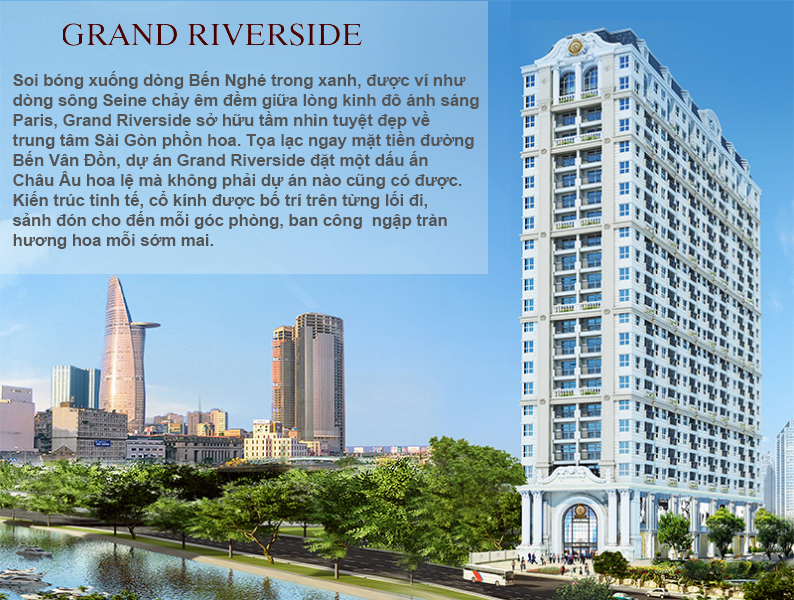 GRAND RIVERSIDE
Soi bóng xuống dòng Bến Nghé trong xanh, được ví như
dòng sông Seine chảy êm đềm giữa lòng kinh đô ánh sáng
Paris, Grand Riverside sở hữu tầm nhìn tuyệt đẹp về
trung tâm Sài Gòn phồn hoa. Tọa lạc ngay mặt tiền đường
Bến Vân Đồn, dự án Grand Riverside đặt một dấu ấn
Châu Âu hoa lệ mà không phải dự án nào cũng có được.
Kiến trúc tinh tế, cổ kính được bố trí trên từng lối đi,
sảnh đón cho đến mỗi góc phòng, ban công  ngập tràn
hương hoa mỗi sớm mai.